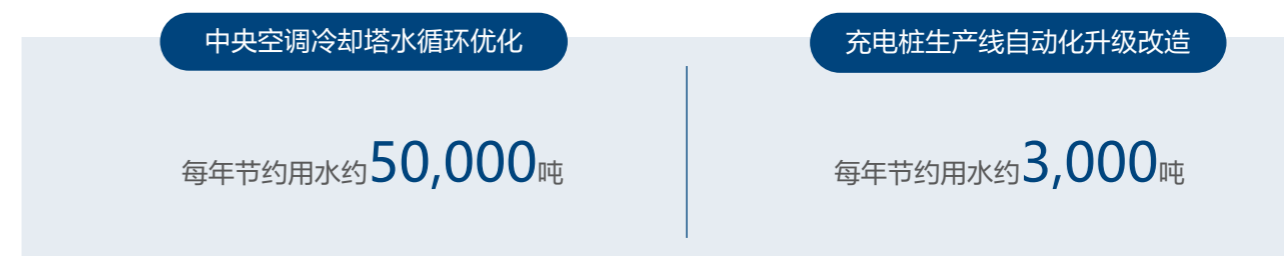 中央空调冷却塔水循环优化
每年节约用水约50,000吨
充电桩生产线自动化升级改造
每年节约用水约3,000吨